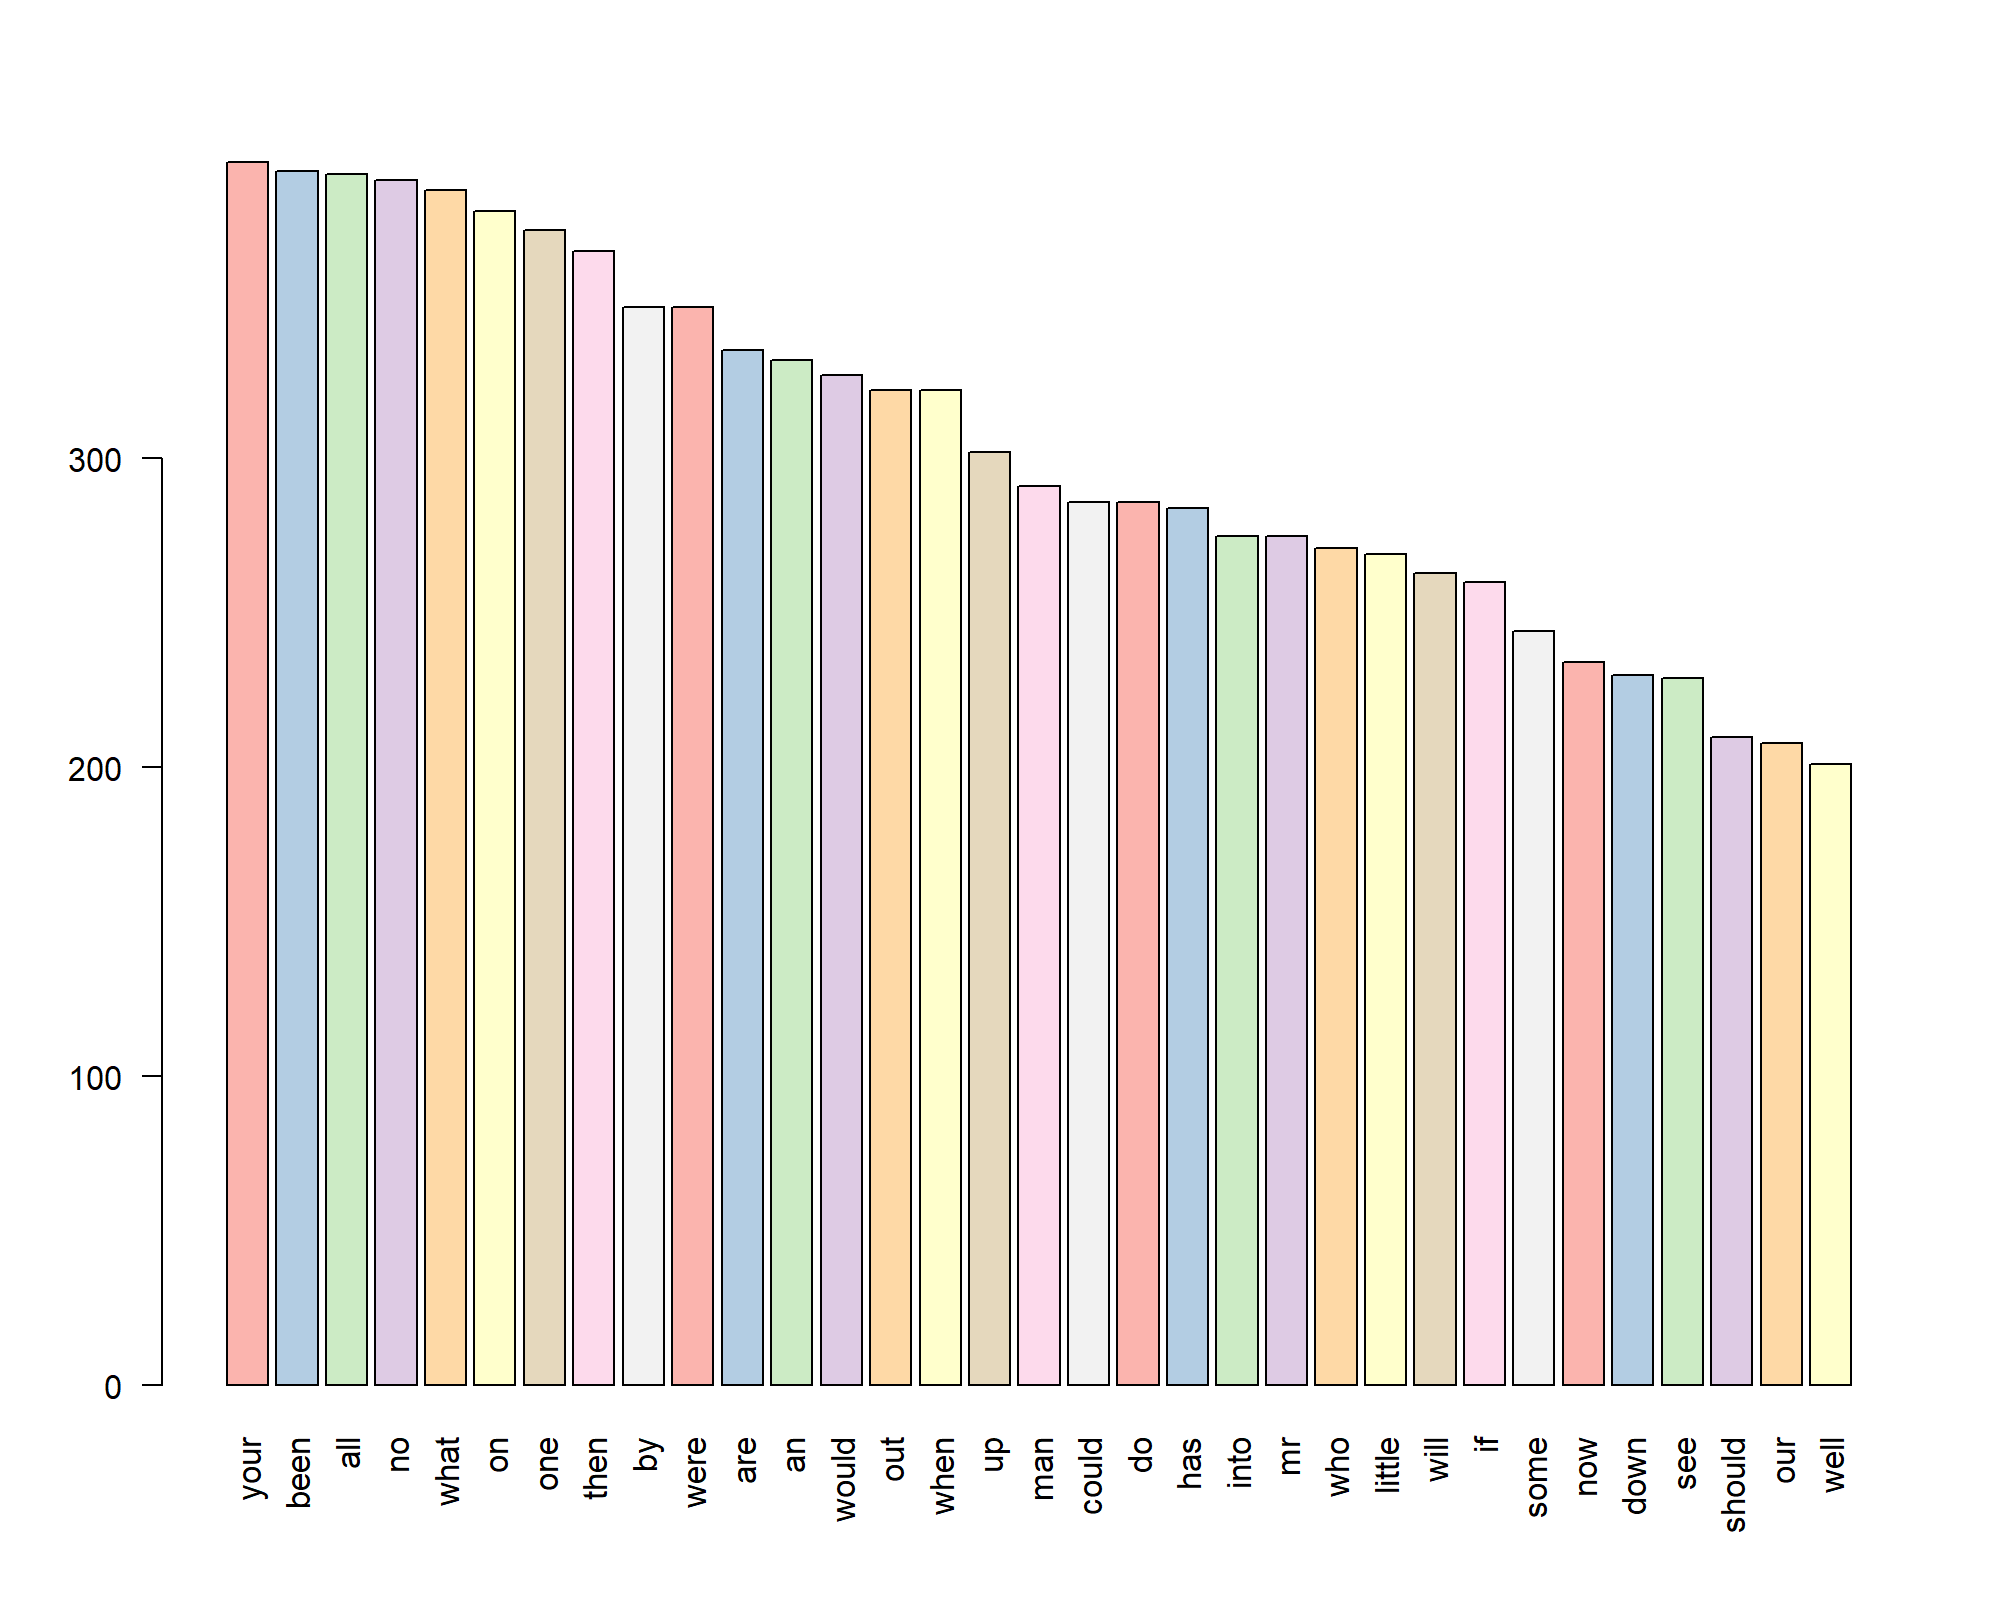 300
200
100
0
your been all no what on one then by were are an would out when up man could do has into mr who little will if some now down see should our well